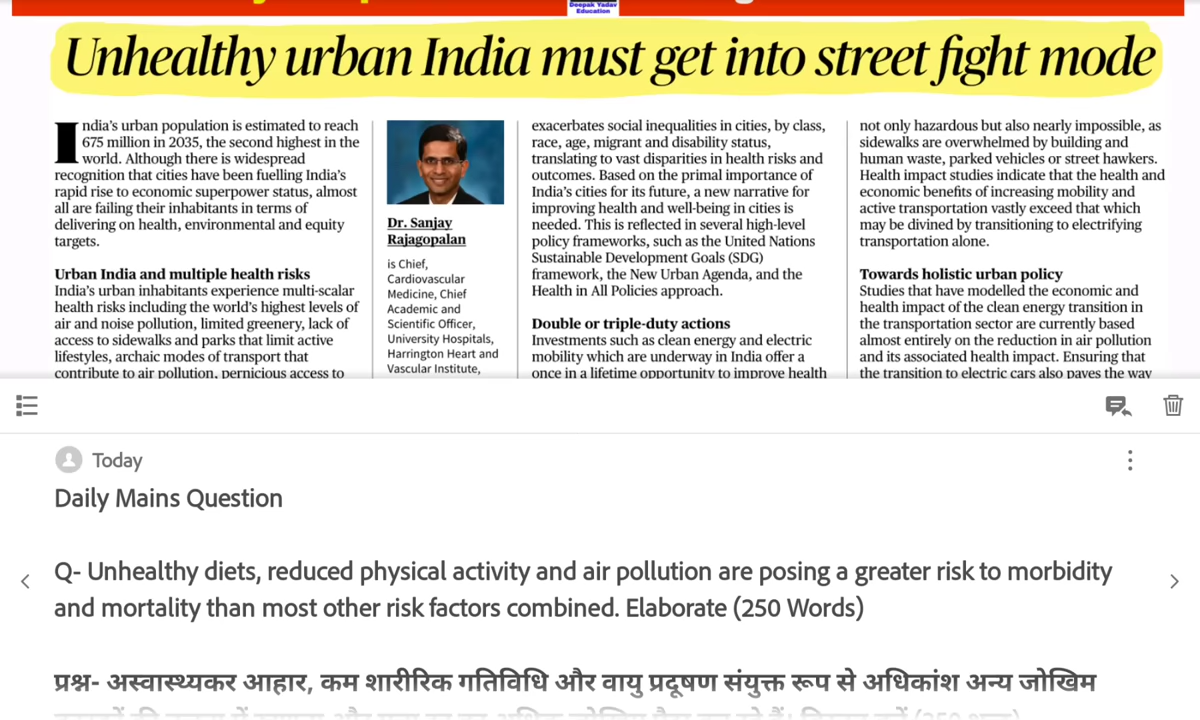 Deepak Yadav
Education
Unhealthy urban India must get into street fight mode
India's urban population is estimated to reach
675 million in 2035, the second highest in the
world. Although there is widespread
recognition that cities have been fuelling India's
rapid rise to economic superpower status, almost
all are failing their inhabitants in terms of
delivering on health, environmental and equity
targets.
Urban India and multiple health risks
India's urban inhabitants experience multi-scalar
health risks including the world's highest levels of
air and noise pollution, limited greenery, lack of
access to sidewalks and parks that limit active
lifestyles, archaic modes of transport that
contribute to air pollution, pernicious access to
Dr. Sanjay
Rajagopalan
is Chief,
Cardiovascular
Medicine, Chief
Academic and
Scientific Officer,
University Hospitals,
Harrington Heart and
Vascular Institute,
exacerbates social inequalities in cities, by class,
race, age, migrant and disability status,
translating to vast disparities in health risks and
outcomes. Based on the primal importance of
India's cities for its future, a new narrative for
improving health and well-being in cities is
needed. This is reflected in several high-level
policy frameworks, such as the United Nations
Sustainable Development Goals (SDG)
framework, the New Urban Agenda, and the
Health in All Policies approach.
Double or triple-duty actions
Investments such as clean energy and electric
mobility which are underway in India offer a
once in a lifetime opportunity to improve health
not only hazardous but also nearly impossible, as
sidewalks are overwhelmed by building and
human waste, parked vehicles or street hawkers.
Health impact studies indicate that the health and
economic benefits of increasing mobility and
active transportation vastly exceed that which
may be divined by transitioning to electrifying
transportation alone.
Towards holistic urban policy
Studies that have modelled the economic and
health impact of the clean energy transition in
the transportation sector are currently based
almost entirely on the reduction in air pollution
and its associated health impact. Ensuring that
the transition to electric cars also paves the way
Today
Daily Mains Question
Q- Unhealthy diets, reduced physical activity and air pollution are posing a greater risk to morbidity
and mortality than most other risk factors combined. Elaborate (250 Words)
प्रश्न- अस्वास्थ्यकर आहार, कम शारीरिक गतिविधि और वायु प्रदूषण संयुक्त रूप से अधिकांश अन्य जोखिम